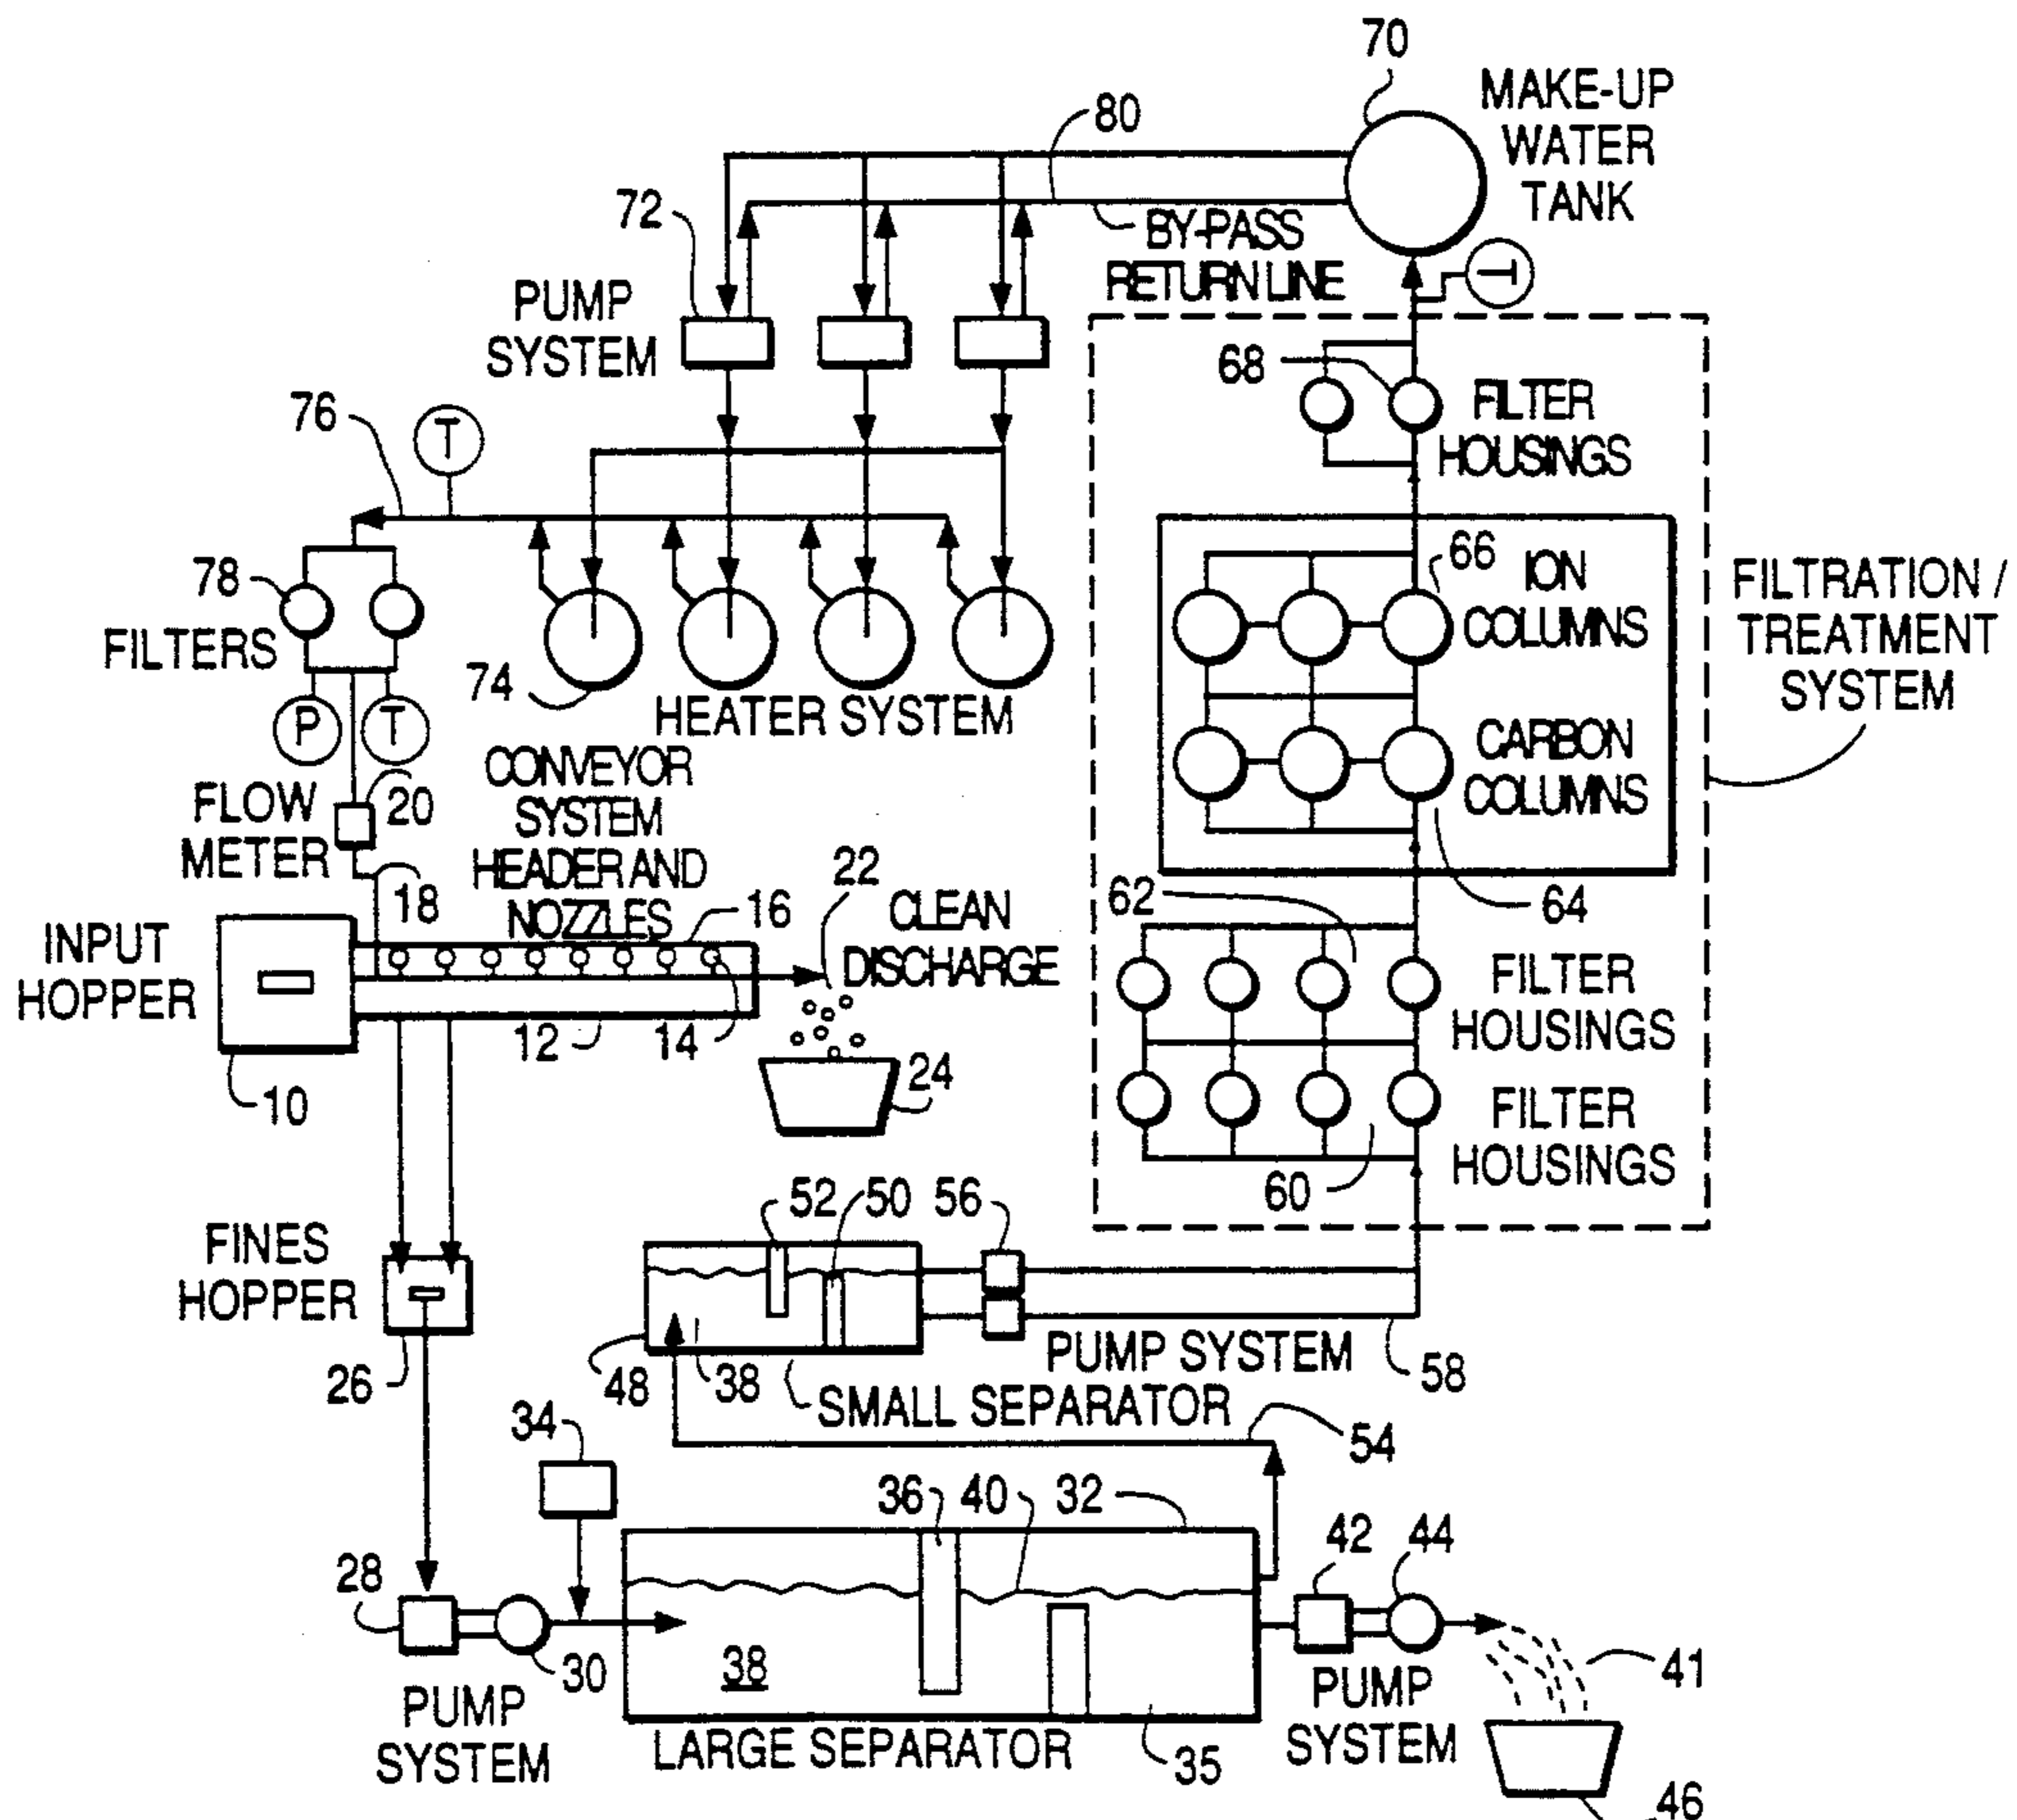 70
MAKE-UP
WATER
TANK
80
72
BY-PASS
RETURN LINE
T
PUMP
SYSTEM
68
FILTER
HOUSINGS
76
T
78
FILTERS
66
ION
COLUMNS
FILTRATION /
TREATMENT
SYSTEM
74
HEATER SYSTEM
P
T
CARBON
COLUMNS
FLOW
METER
20
CONVEYOR
SYSTEM
HEADER AND
NOZZLES
18
16
22
CLEAN
DISCHARGE
62
64
INPUT
HOPPER
FILTER
HOUSINGS
12
14
10
24
FILTER
HOUSINGS
60
52
50
56
FINES
HOPPER
26
48
38
PUMP SYSTEM
58
SMALL SEPARATOR
34
54
36
40
32
42
44
28
30
38
41
PUMP
SYSTEM
LARGE SEPARATOR
35
PUMP
SYSTEM
46